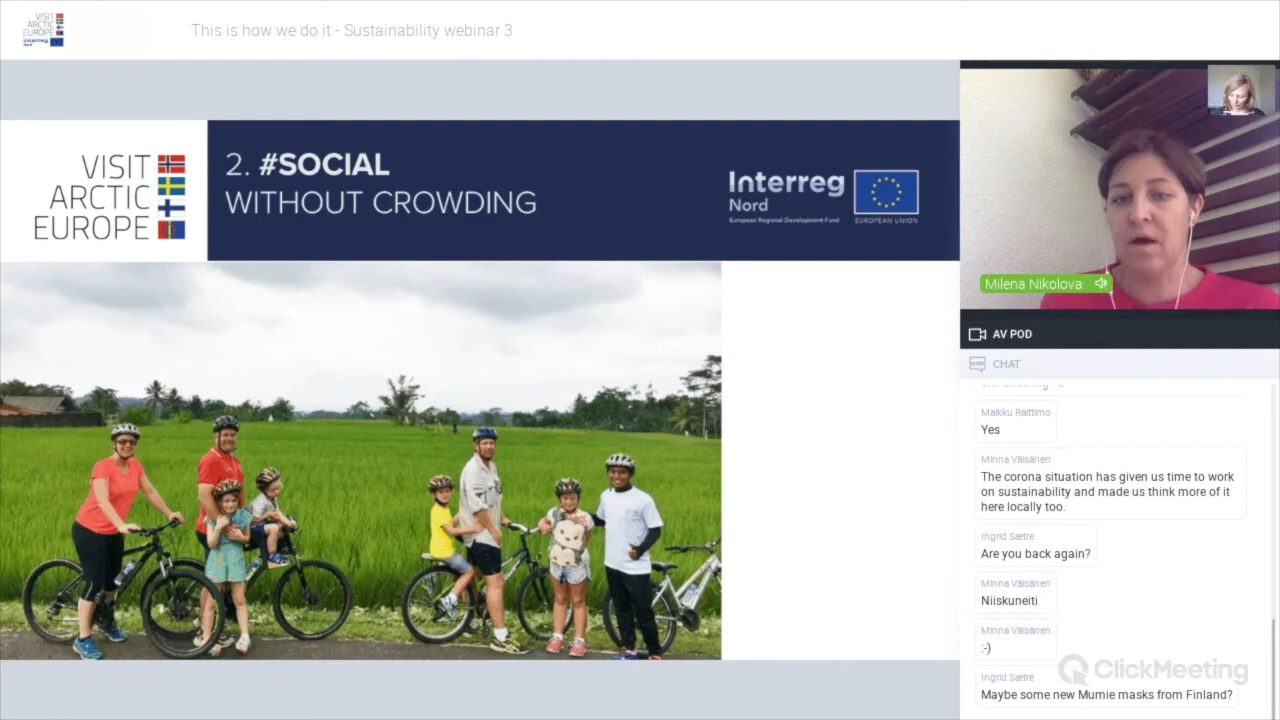 VISIT
ARCTIC
EUROPE
Interreg
This is how we do it - Sustainability webinar 3
VISIT
ARCTIC
EUROPE
2. #SOCIAL
WITHOUT CROWDING
Interreg
Nord
European Regional Development Fund
EUROPEAN UNION
Milena Nikolova
AV POD
CHAT
Maikku Raittimo
Yes
Minna Väisänen
The corona situation has given us time to work
on sustainability and made us think more of it
here locally too.
Ingrid Sætre
Are you back again?
Minna Väisänen
Niiskuneiti
Minna Väisänen
:-)
ClickMeeting
Ingrid Sætre
Maybe some new Mumie masks from Finland?